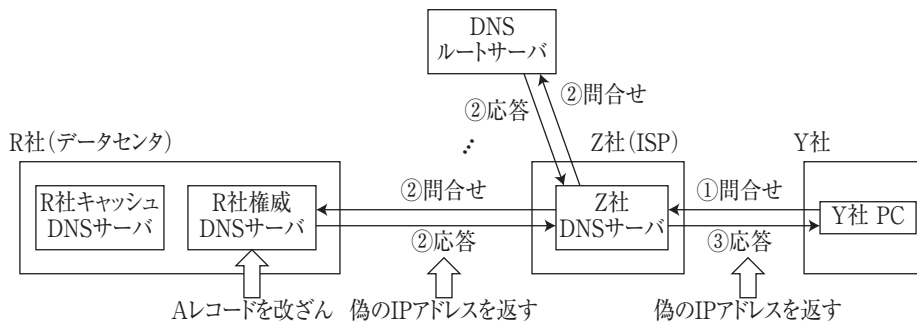 DNS
ルートサーバ
②応答
②問合せ
R社(データセンタ)
Z社(ISP)
Y社
R社キャッシュ
DNSサーバ
R社権威
DNSサーバ
②問合せ
②応答
Z社
DNSサーバ
①問合せ
③応答
Y社 PC
Aレコードを改ざん
偽のIPアドレスを返す
偽のIPアドレスを返す